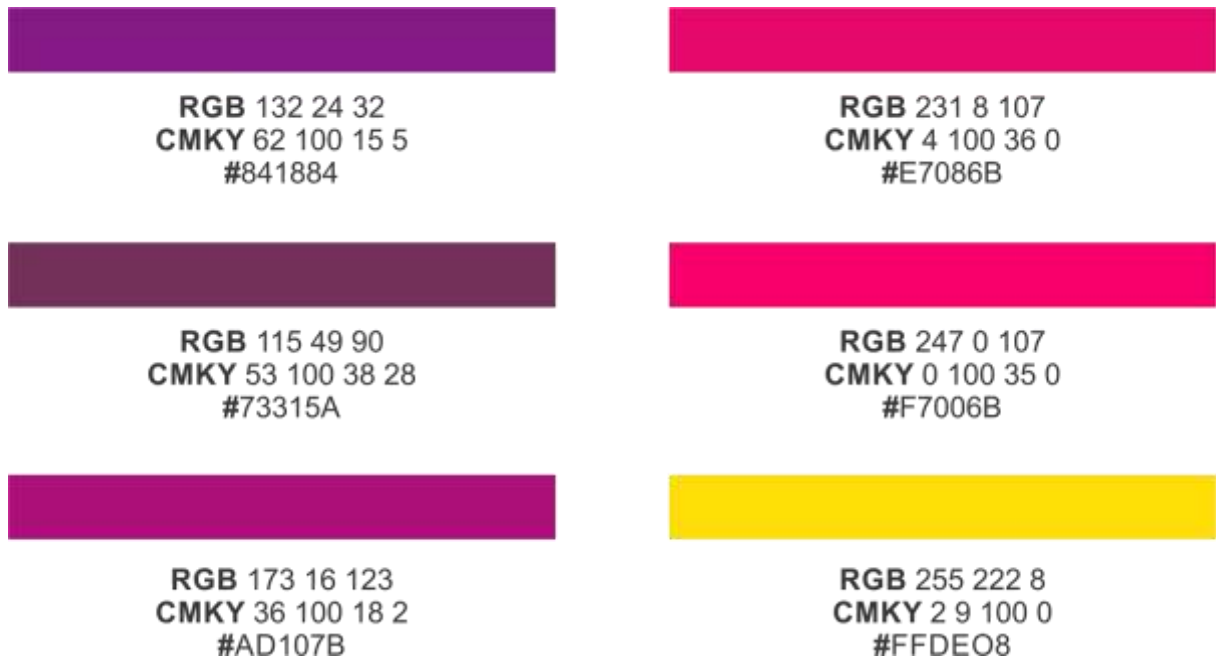 RGB 132 24 32
CMKY 62 100 15 5
#841884
RGB 231 8 107
CMKY 4 100 36 0
#E7086B
RGB 115 49 90
CMKY 53 100 38 28
#73315A
RGB 247 0 107
CMKY 0 100 35 0
#F7006B
RGB 173 16 123
CMKY 36 100 18 2
#AD107B
RGB 255 222 8
CMKY 2 9 100 0
#FFDEO8